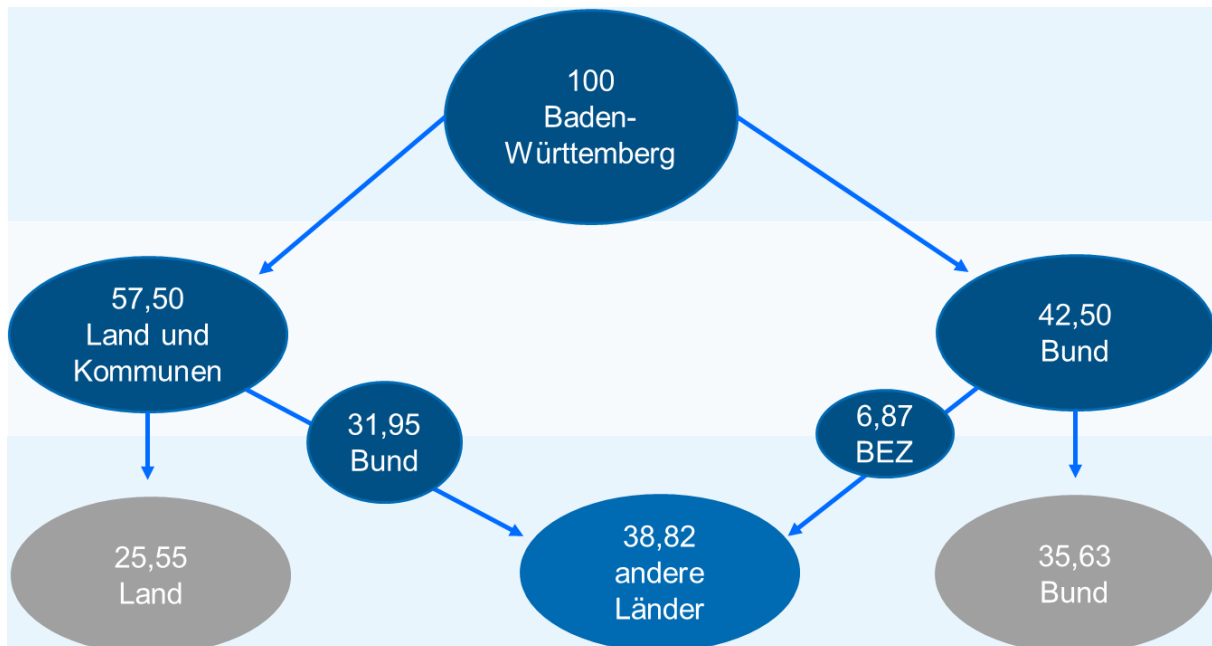 100
Baden-
Württemberg
57,50
Land und
Kommunen
42,50
Bund
31,95
Bund
6,87
BEZ
25,55
Land
38,82
andere
Länder
35,63
Bund